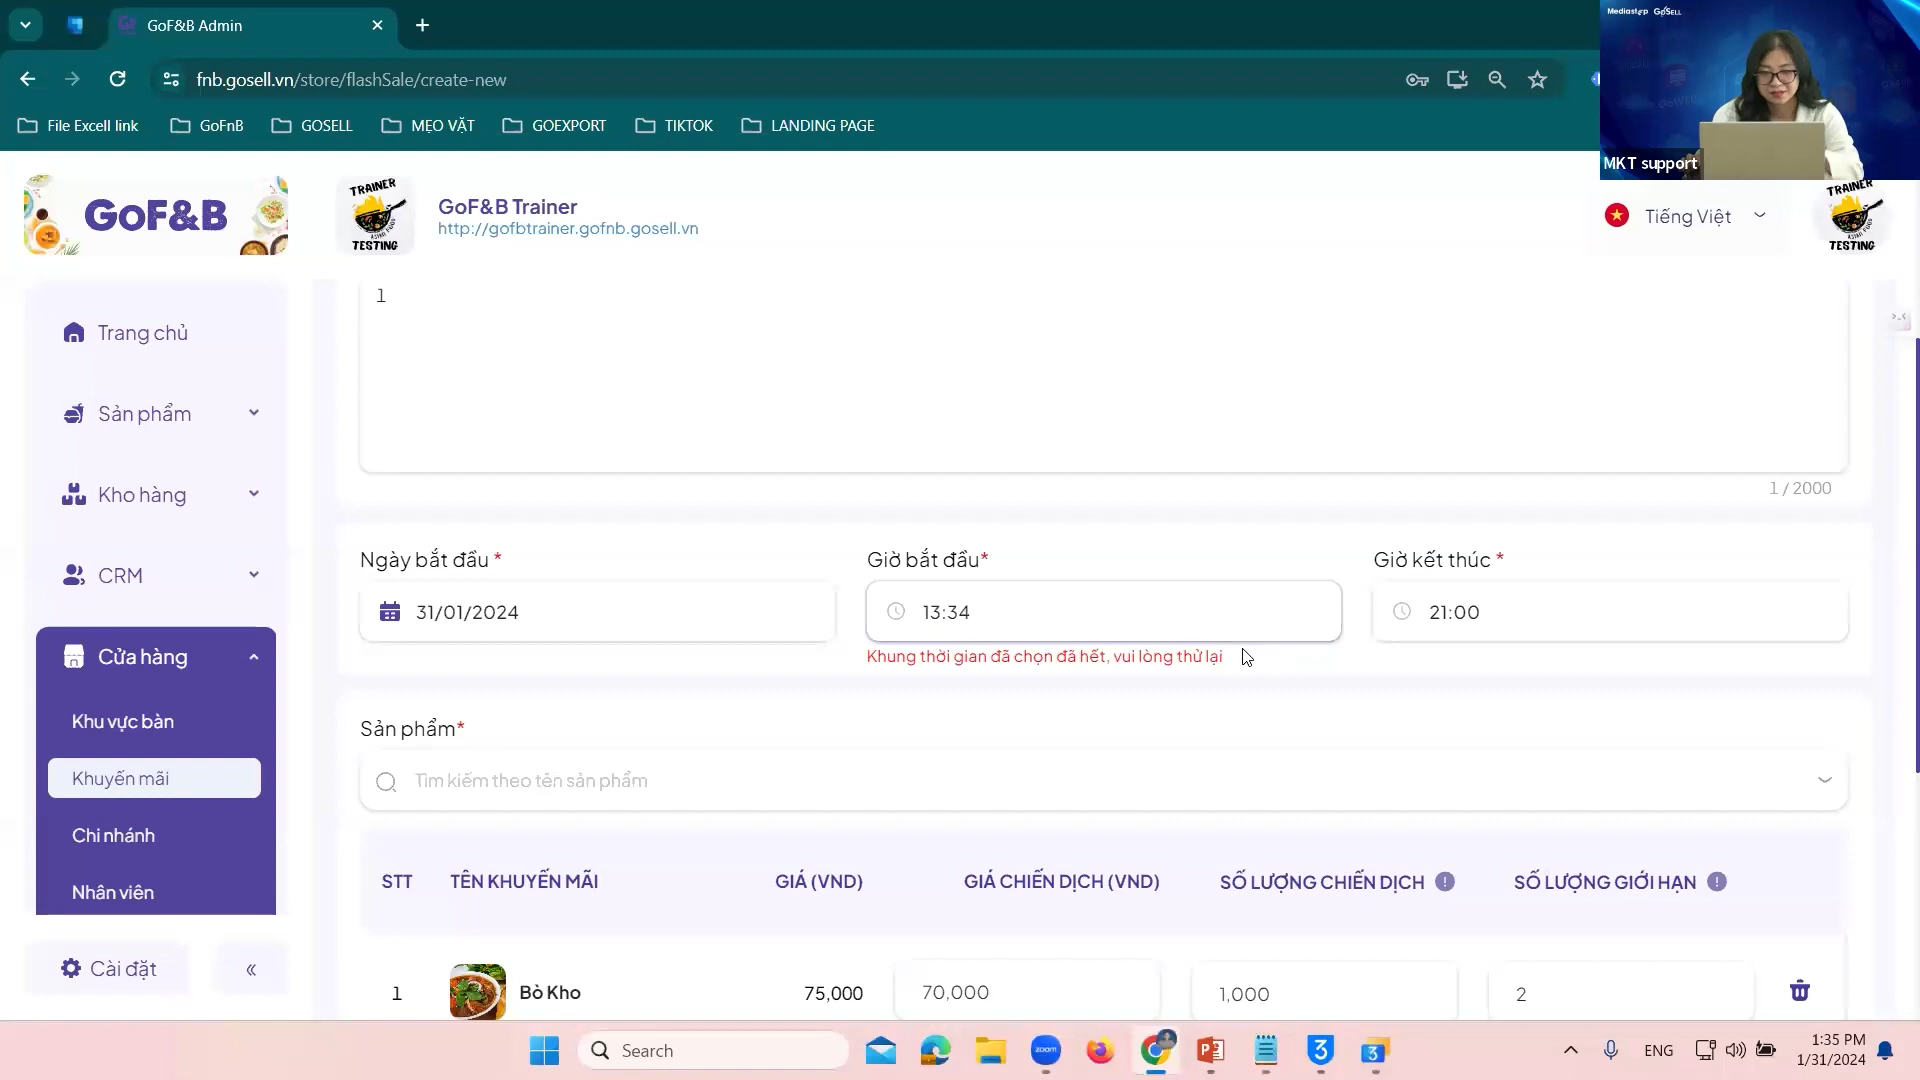 GoF&B Admin
fnb.gosell.vn/store/flashSale/create-new
File Excell link
GoFnB
GOSELL
MẸO VẶT
GOEXPORT
TIKTOK
LANDING PAGE
Mediastep GoSELL
MKT support
GoF&B
TRAINER
TESTING
GoF&B Trainer
http://gofbtrainer.gofnb.gosell.vn
Tiếng Việt
TRAINER
ASIAN FOOD
TESTING
Trang chủ
Sản phẩm
Kho hàng
CRM
Cửa hàng
Khu vực bàn
Khuyến mãi
Chi nhánh
Nhân viên
Cài đặt
«
1
1 / 2000
Ngày bắt đầu *
Giờ bắt đầu*
Giờ kết thúc *
31/01/2024
13:34
21:00
Khung thời gian đã chọn đã hết, vui lòng thử lại
Sản phẩm*
Tìm kiếm theo tên sản phẩm
STT
TÊN KHUYẾN MÃI
GIÁ (VND)
GIÁ CHIẾN DỊCH (VND)
SỐ LƯỢNG CHIẾN DỊCH
SỐ LƯỢNG GIỚI HẠN
1
Bò Kho
75,000
70,000
1,000
2
Search
zoom
ENG
1:35 PM
1/31/2024